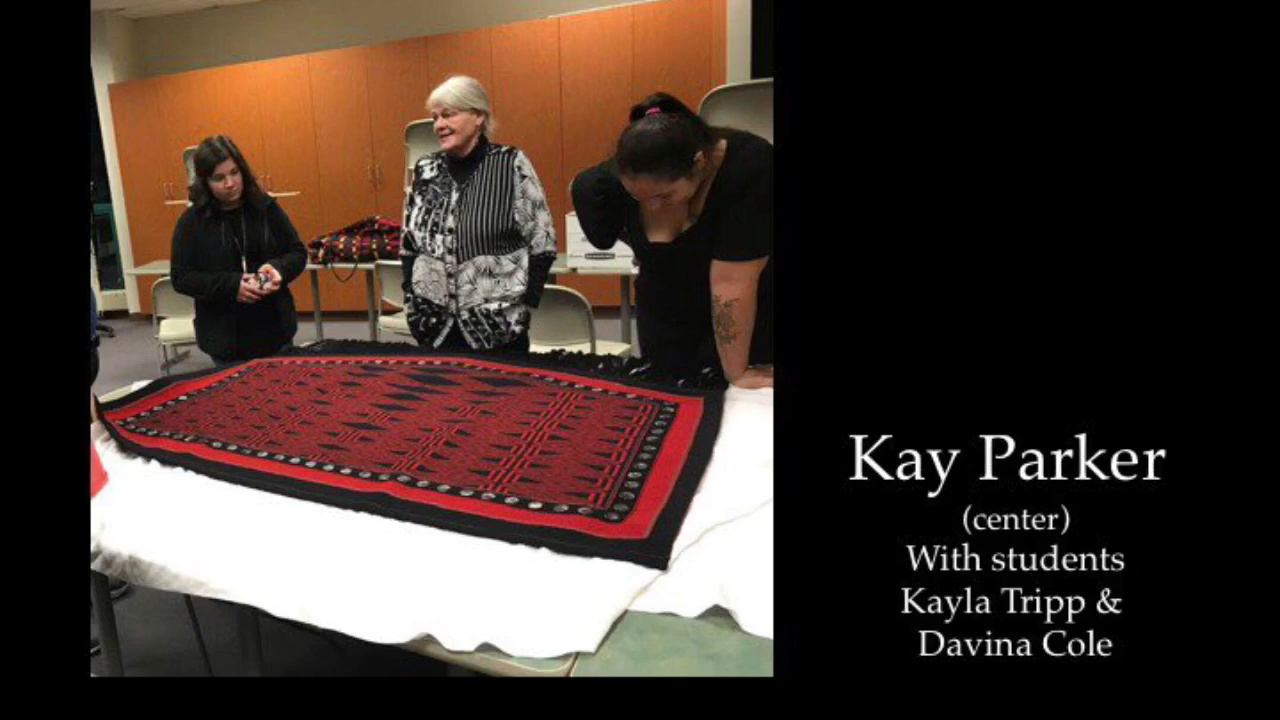 Kay Parker
(center)
With students
Kayla Tripp &
Davina Cole